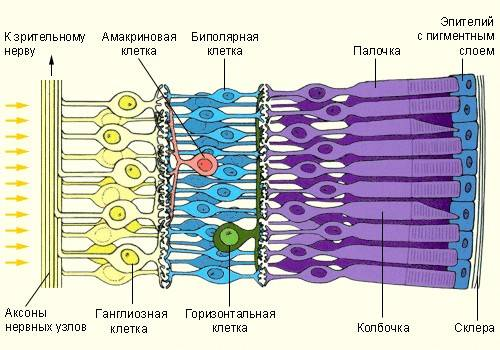 К зрительному
нерву
Амакриновая
клетка
Биполярная
клетка
Палочка
Эпителий
с пигментным
слоем
Аксоны
нервных узлов
Ганглиозная
клетка
Горизонтальная
клетка
Колбочка
Склера